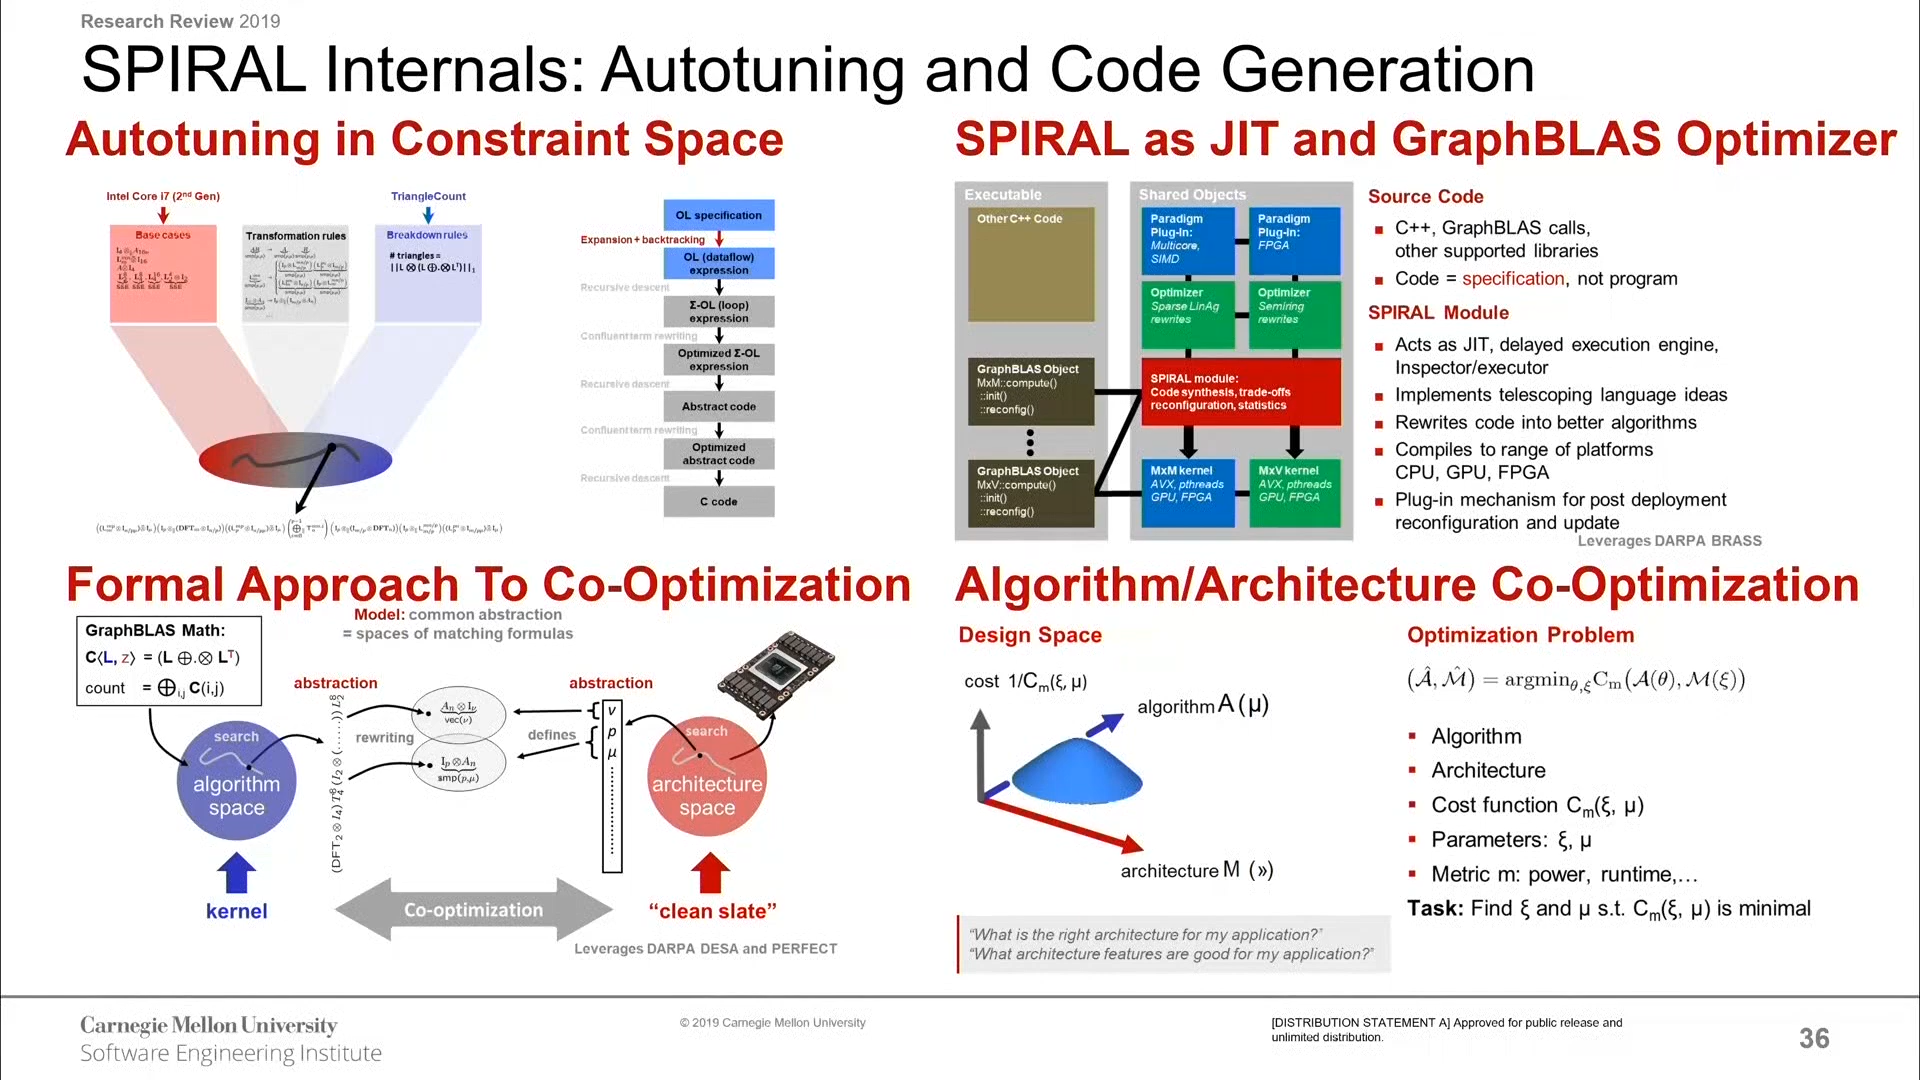 Research Review 2019
SPIRAL Internals: Autotuning and Code Generation
Autotuning in Constraint Space
Intel Core i7 (2nd Gen)
TriangleCount
Base cases
Transformation rules
Breakdown rules
# triangles =
||L ⊗(L ⊕.⊗Lᵀ)||₁
OL specification
Expansion + backtracking
OL (dataflow)
expression
Recursive descent
Σ-OL (loop)
expression
Confluent term rewriting
Optimized Σ-OL
expression
Recursive descent
Abstract code
Confluent term rewriting
Optimized
abstract code
Recursive descent
C code
SPIRAL as JIT and GraphBLAS Optimizer
Executable
Other C++ Code
GraphBLAS Object
MxM::compute()
::init()
::reconfig()
GraphBLAS Object
MxV::compute()
::init()
::reconfig()
Shared Objects
Paradigm
Plug-In:
Multicore,
SIMD
Paradigm
Plug-In:
FPGA
Optimizer
Sparse LinAg
rewrites
Optimizer
Semiring
rewrites
SPIRAL module:
Code synthesis, trade-offs
reconfiguration, statistics
MxM kernel
AVX, pthreads
GPU, FPGA
MxV kernel
AVX, pthreads
GPU, FPGA
Source Code
▪ C++, GraphBLAS calls,
other supported libraries
▪ Code = specification, not program
SPIRAL Module
▪ Acts as JIT, delayed execution engine,
Inspector/executor
▪ Implements telescoping language ideas
▪ Rewrites code into better algorithms
▪ Compiles to range of platforms
CPU, GPU, FPGA
▪ Plug-in mechanism for post deployment
reconfiguration and update
Leverages DARPA BRASS
Formal Approach To Co-Optimization
Model: common abstraction
= spaces of matching formulas
GraphBLAS Math:
C⟨L, z⟩ = (L ⊕.⊗ Lᵀ)
count = ⊕i,j C(i,j)
abstraction
abstraction
search
algorithm
space
(DFT₂ ⊗ I₄) T⁸₄ (I₂ ⊗ (......)) L⁸₂
rewriting
Aₙ ⊗ Iᵥ
vec(ν)
Iₚ ⊗ Aₙ
smp(p,μ)
defines
ν
p
μ
search
architecture
space
kernel
Co-optimization
“clean slate”
Leverages DARPA DESA and PERFECT
Algorithm/Architecture Co-Optimization
Design Space
cost 1/Cm(ξ, μ)
algorithm A (μ)
architecture M (»)
“What is the right architecture for my application?”
“What architecture features are good for my application?”
Optimization Problem
(Â, M̂) = argminθ,ξ Cm(A(θ), M(ξ))
▪ Algorithm
▪ Architecture
▪ Cost function Cm(ξ, μ)
▪ Parameters: ξ, μ
▪ Metric m: power, runtime,…
Task: Find ξ and μ s.t. Cm(ξ, μ) is minimal
Carnegie Mellon University
Software Engineering Institute
© 2019 Carnegie Mellon University
[DISTRIBUTION STATEMENT A] Approved for public release and
unlimited distribution.
36